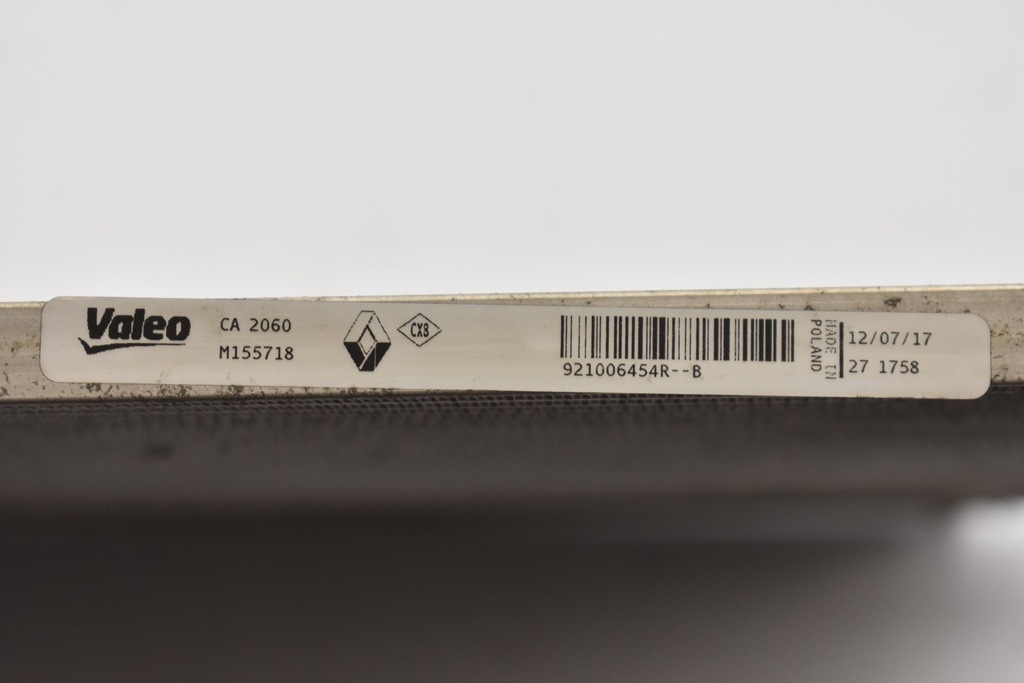 Valeo
CA 2060
M155718
CX8
921006454R--B
MADE IN
POLAND
12/07/17
27 1758